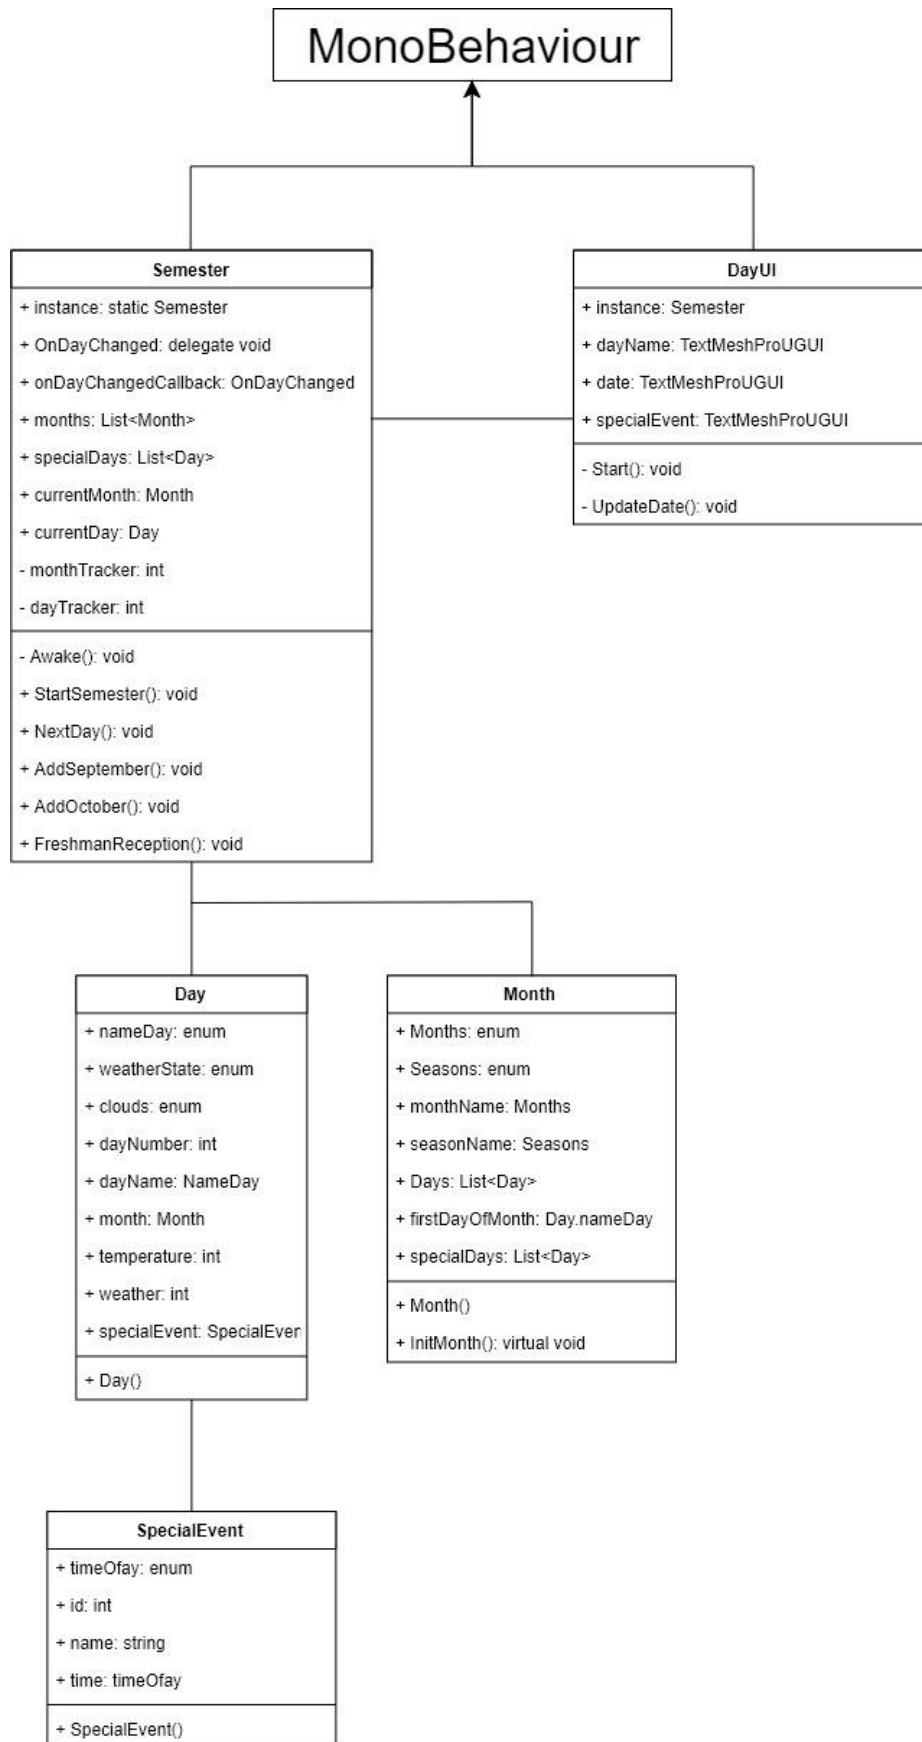 MonoBehaviour
Semester
+ instance: static Semester
+ OnDayChanged: delegate void
+ onDayChangedCallback: OnDayChanged
+ months: List<Month>
+ specialDays: List<Day>
+ currentMonth: Month
+ currentDay: Day
- monthTracker: int
- dayTracker: int
- Awake(): void
+ StartSemester(): void
+ NextDay(): void
+ AddSeptember(): void
+ AddOctober(): void
+ FreshmanReception(): void
DayUI
+ instance: Semester
+ dayName: TextMeshProUGUI
+ date: TextMeshProUGUI
+ specialEvent: TextMeshProUGUI
- Start(): void
- UpdateDate(): void
Day
+ nameDay: enum
+ weatherState: enum
+ clouds: enum
+ dayNumber: int
+ dayName: NameDay
+ month: Month
+ temperature: int
+ weather: int
+ specialEvent: SpecialEven
+ Day()
Month
+ Months: enum
+ Seasons: enum
+ monthName: Months
+ seasonName: Seasons
+ Days: List<Day>
+ firstDayOfMonth: Day.nameDay
+ specialDays: List<Day>
+ Month()
+ InitMonth(): virtual void
SpecialEvent
+ timeOfay: enum
+ id: int
+ name: string
+ time: timeOfay
+ SpecialEvent()